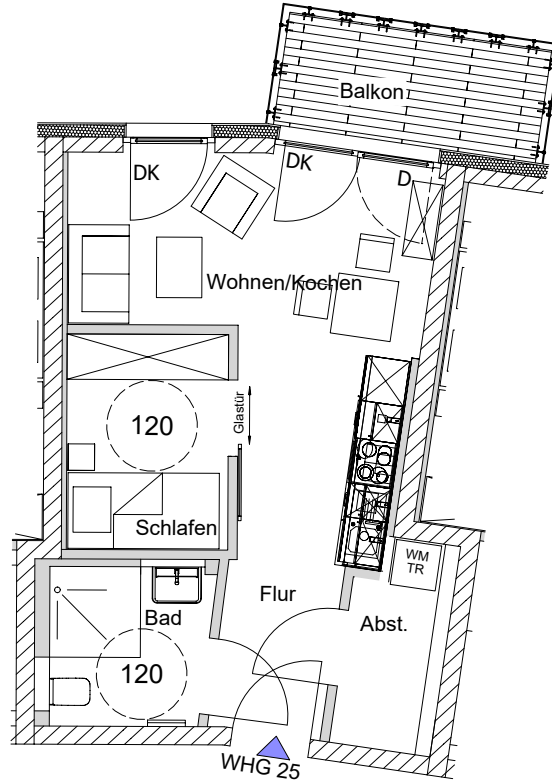 Balkon
DK
DK
D
Wohnen/Kochen
120
Glastür
Schlafen
WM
TR
Bad
Flur
Abst.
120
WHG 25